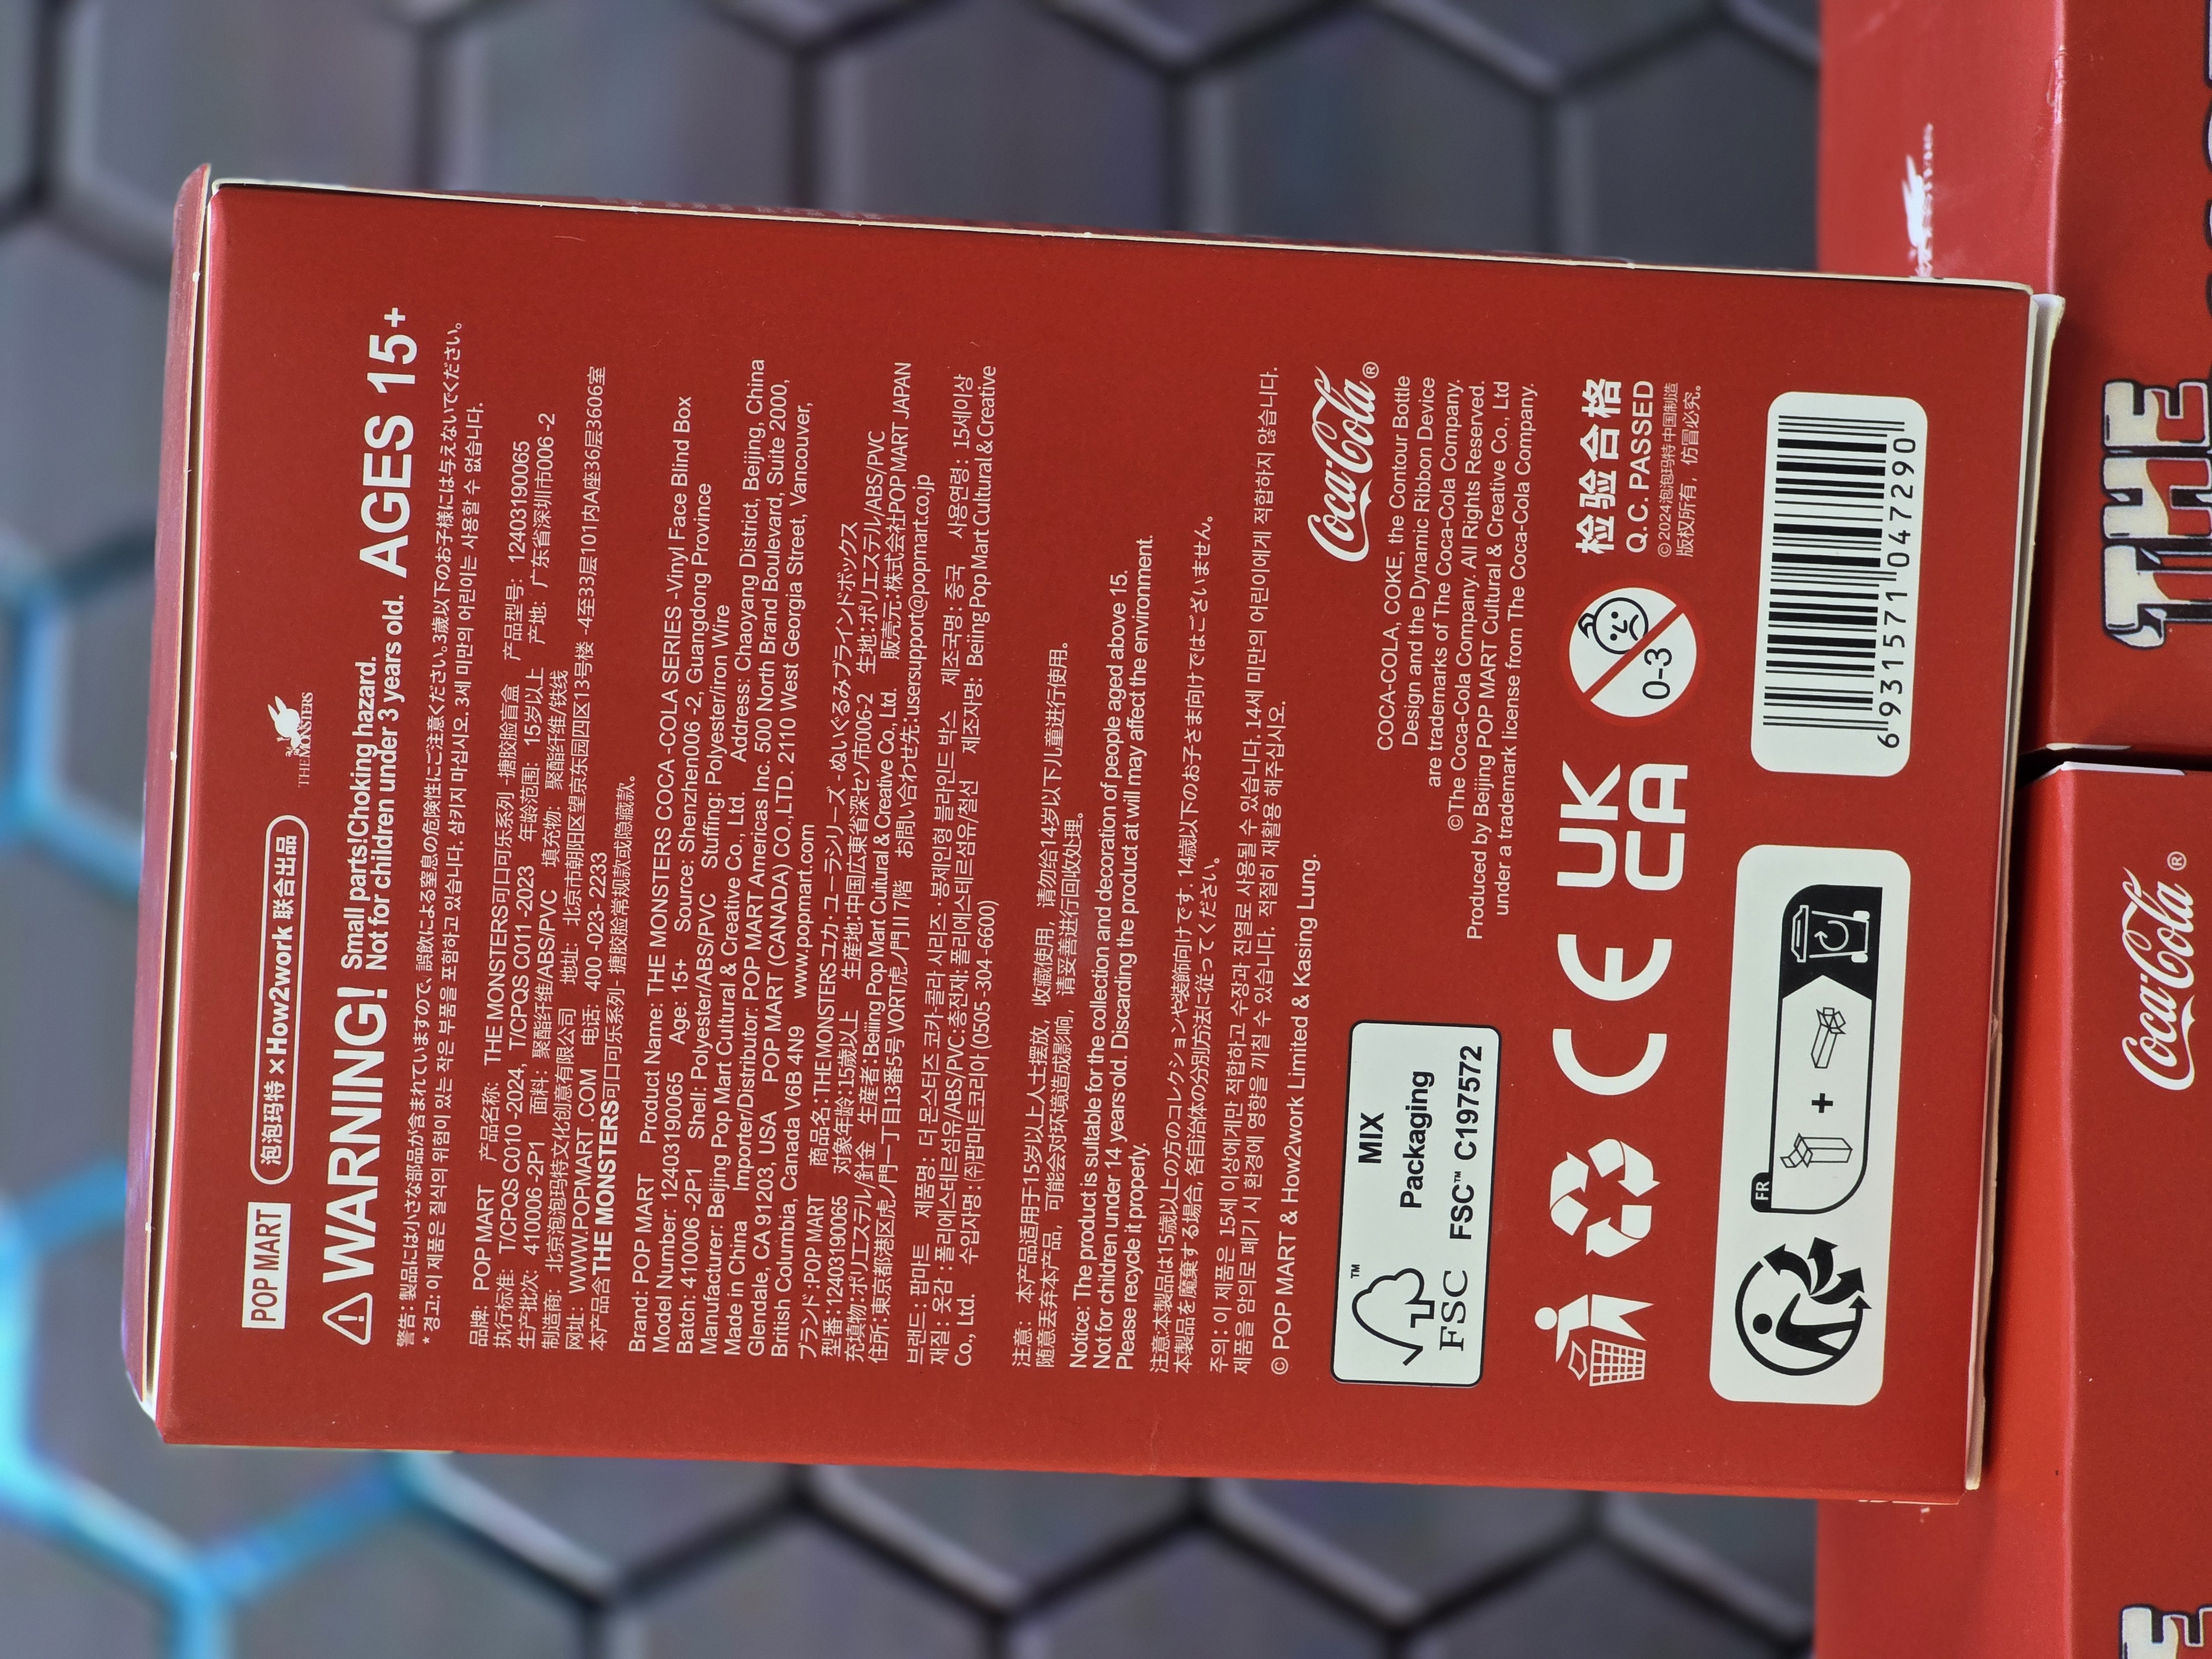 POP MART
泡泡玛特×How2work 联合出品
THE MONSTERS
WARNING! Small parts!Choking hazard.
Not for children under 3 years old. AGES 15+
警告:製品には小さな部品が含まれていますので、誤飲による窒息の危険性にご注意ください。3歳以下のお子様には与えないでください。
*경고: 이 제품은 질식의 위험이 있는 작은 부품을 포함하고 있습니다. 삼키지 마십시오. 3세 미만의 어린이는 사용할 수 없습니다.
品牌: POP MART 产品名称: THE MONSTERS可口可乐系列 -搪胶脸盲盒 产品型号: 12403190065
执行标准: T/CPQS C010 -2024, T/CPQS C011 -2023 年龄范围: 15岁以上 产地: 广东省深圳市006 -2
生产批次: 410006 -2P1 面料: 聚酯纤维/ABS/PVC 填充物: 聚酯纤维/铁线
制造商: 北京泡泡玛特文化创意有限公司 地址: 北京市朝阳区望京东园四区13号楼 -4至33层101内A座36层3606室
网址: WWW.POPMART.COM 电话: 400 -023- 2233
本产品含THE MONSTERS可口可乐系列- 搪胶脸常规款或隐藏款。
Brand: POP MART Product Name: THE MONSTERS COCA -COLA SERIES -Vinyl Face Blind Box
Model Number: 12403190065 Age: 15+ Source: Shenzhen006 -2, Guangdong Province
Batch: 410006 -2P1 Shell: Polyester/ABS/PVC Stuffing: Polyester/iron Wire
Manufacturer: Beijing Pop Mart Cultural & Creative Co., Ltd. Address: Chaoyang District, Beijing, China
Made in China Importer/Distributor: POP MART Americas Inc. 500 North Brand Boulevard, Suite 2000,
Glendale, CA 91203, USA POP MART (CANADA) CO.,LTD. 2110 West Georgia Street, Vancouver,
British Columbia, Canada V6B 4N9 www.popmart.com
ブランド:POP MART 商品名:THE MONSTERS コカ·コーラシリーズ -ぬいぐるみブラインドボックス
型番:12403190065 対象年齢:15歳以上 生産地:中国広東省深セン市006-2 生地:ポリエステル/ABS/PVC
充填物:ポリエステル/針金 生産者:Beijing Pop Mart Cultural & Creative Co., Ltd. 販売元:株式会社POP MART JAPAN
住所:東京都港区虎ノ門一丁目13番5号 VORT虎ノ門II 7階 お問い合わせ先:usersupport@popmart.co.jp
브랜드: 팝마트 제품명: 더 몬스터즈 코카-콜라 시리즈 - 봉제인형 블라인드 박스 제조국명: 중국 사용연령: 15세이상
재질: 겉감:폴리에스테르섬유/ABS/PVC:충전재: 폴리에스테르섬유/철선 제조자명: Beijing Pop Mart Cultural & Creative
Co., Ltd. 수입자명: (주)팝마트코리아 (0505 -304 -6600)
注意: 本产品适用于15岁以上人士摆放，收藏使用，请勿给14岁以下儿童进行使用。
随意丢弃本产品，可能会对环境造成影响，请妥善进行回收处理。
Notice: The product is suitable for the collection and decoration of people aged above 15.
Not for children under 14 years old. Discarding the product at will may affect the environment.
Please recycle it properly.
注意:本製品は15歳以上の方のコレクションや装飾向けです。14歳以下のお子さま向けではございません。
本製品を廃棄する場合, 各自治体の分別方法に従ってください。
주의: 이 제품은 15세 이상에게만 적합하고 수장과 진열로 사용될 수 있습니다. 14세 미만의 어린이에게 적합하지 않습니다.
제품을 암의로 폐기 시 환경에 영향을 끼칠 수 있습니다. 적절히 재활용 해주십시오.
© POP MART & How2work Limited & Kasing Lung.
FSC™
MIX
Packaging
FSC™ C197572
Coca-Cola®
COCA-COLA, COKE, the Contour Bottle
Design and the Dynamic Ribbon Device
are trademarks of The Coca-Cola Company.
©The Coca-Cola Company. All Rights Reserved.
Produced by Beijing POP MART Cultural & Creative Co., Ltd
under a trademark license from The Coca-Cola Company.
CE
UK
CA
0-3
检验合格
Q.C. PASSED
©2024泡泡玛特中国制造
版权所有，仿冒必究。
FR
+
6 931571 047290
THE
Coca-Cola®